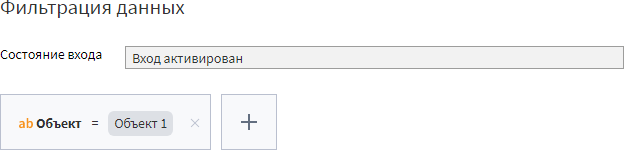 Фильтрация данных
Состояние входа Вход активирован
ab Объект = Объект 1 × +